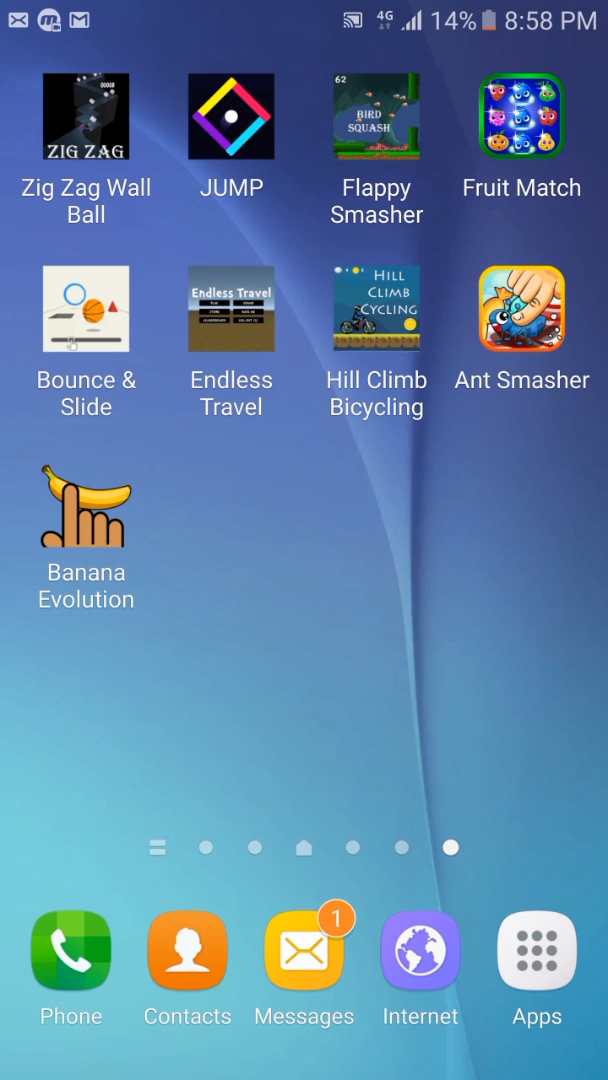 4G 14% 8:58 PM
00008
ZIG ZAG
62
BIRD
SQUASH
Zig Zag Wall
Ball
JUMP
Flappy
Smasher
Fruit Match
Endless Travel
HILL
CLIMB
CYCLING
Bounce &
Slide
Endless
Travel
Hill Climb
Bicycling
Ant Smasher
Banana
Evolution
1
Phone
Contacts
Messages
Internet
Apps